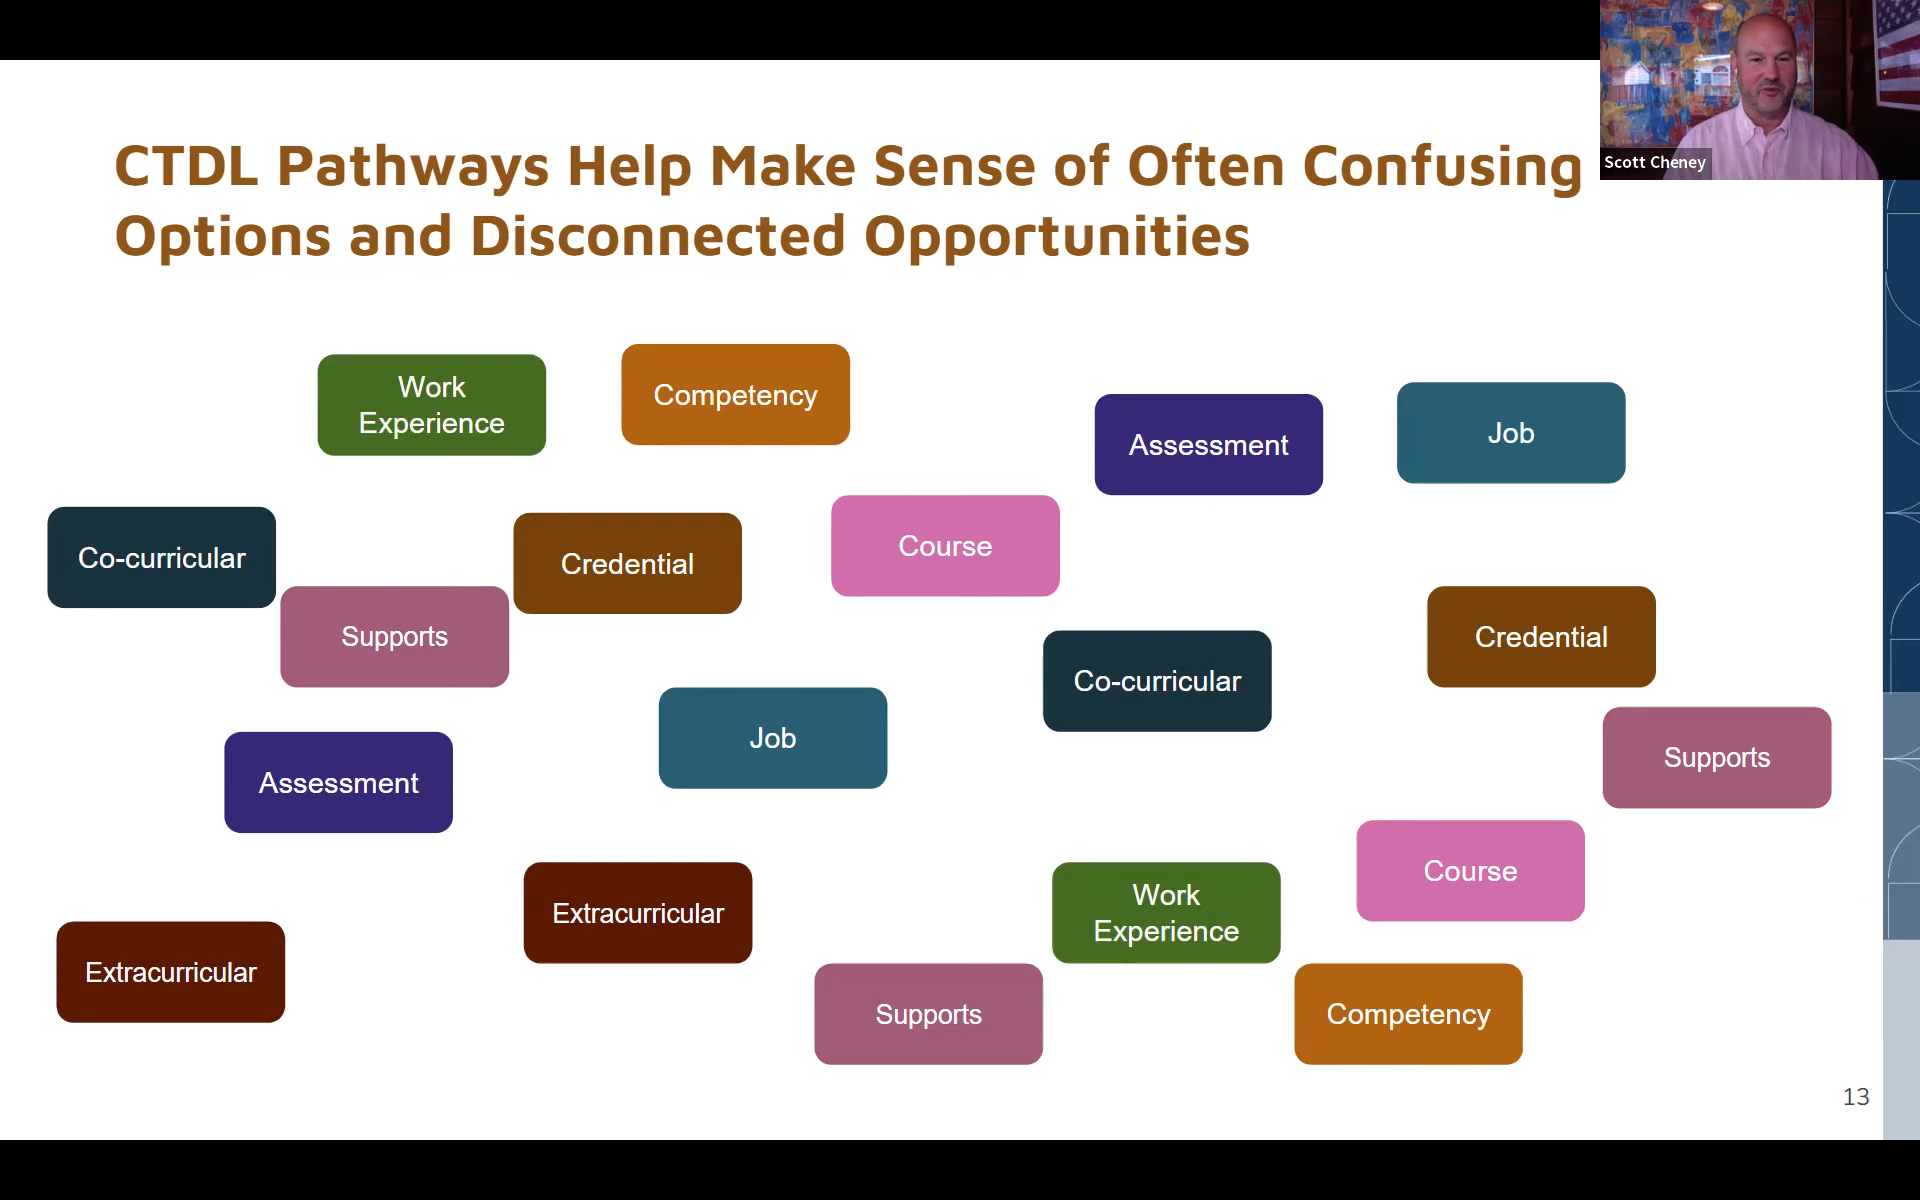 Scott Cheney
CTDL Pathways Help Make Sense of Often Confusing
Options and Disconnected Opportunities
Work
Experience
Competency
Assessment
Job
Co-curricular
Credential
Course
Supports
Co-curricular
Credential
Assessment
Job
Supports
Extracurricular
Work
Experience
Course
Extracurricular
Supports
Competency
13